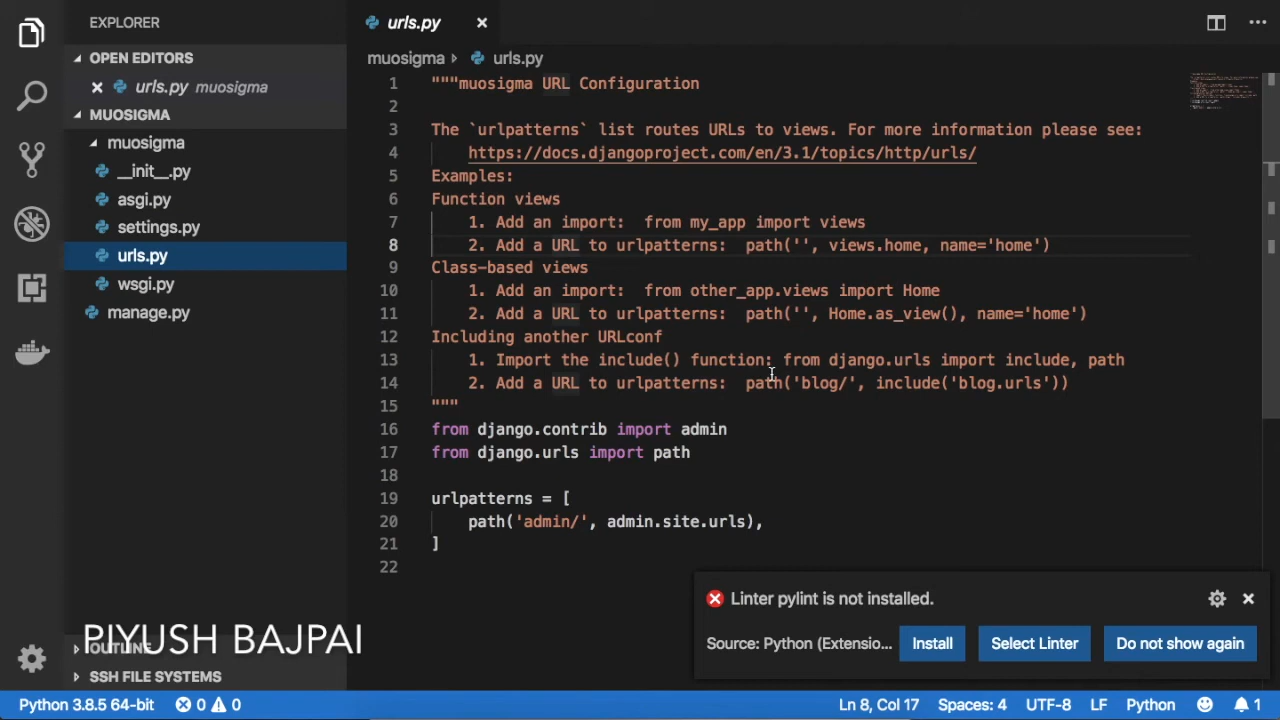 EXPLORER
OPEN EDITORS
urls.py muosigma
MUOSIGMA
muosigma
__init__.py
asgi.py
settings.py
urls.py
wsgi.py
manage.py
PIYUSH BAJPAI
OUTLINE
SSH FILE SYSTEMS
urls.py
muosigma urls.py
1 """muosigma URL Configuration
2
3 The `urlpatterns` list routes URLs to views. For more information please see:
4 https://docs.djangoproject.com/en/3.1/topics/http/urls/
5 Examples:
6 Function views
7 1. Add an import:  from my_app import views
8 2. Add a URL to urlpatterns:  path('', views.home, name='home')
9 Class-based views
10 1. Add an import:  from other_app.views import Home
11 2. Add a URL to urlpatterns:  path('', Home.as_view(), name='home')
12 Including another URLconf
13 1. Import the include() function: from django.urls import include, path
14 2. Add a URL to urlpatterns:  path('blog/', include('blog.urls'))
15 """
16 from django.contrib import admin
17 from django.urls import path
18
19 urlpatterns = [
20 path('admin/', admin.site.urls),
21 ]
22
Linter pylint is not installed.
Source: Python (Extensio... Install Select Linter Do not show again
Python 3.8.5 64-bit 0 0 Ln 8, Col 17 Spaces: 4 UTF-8 LF Python 1